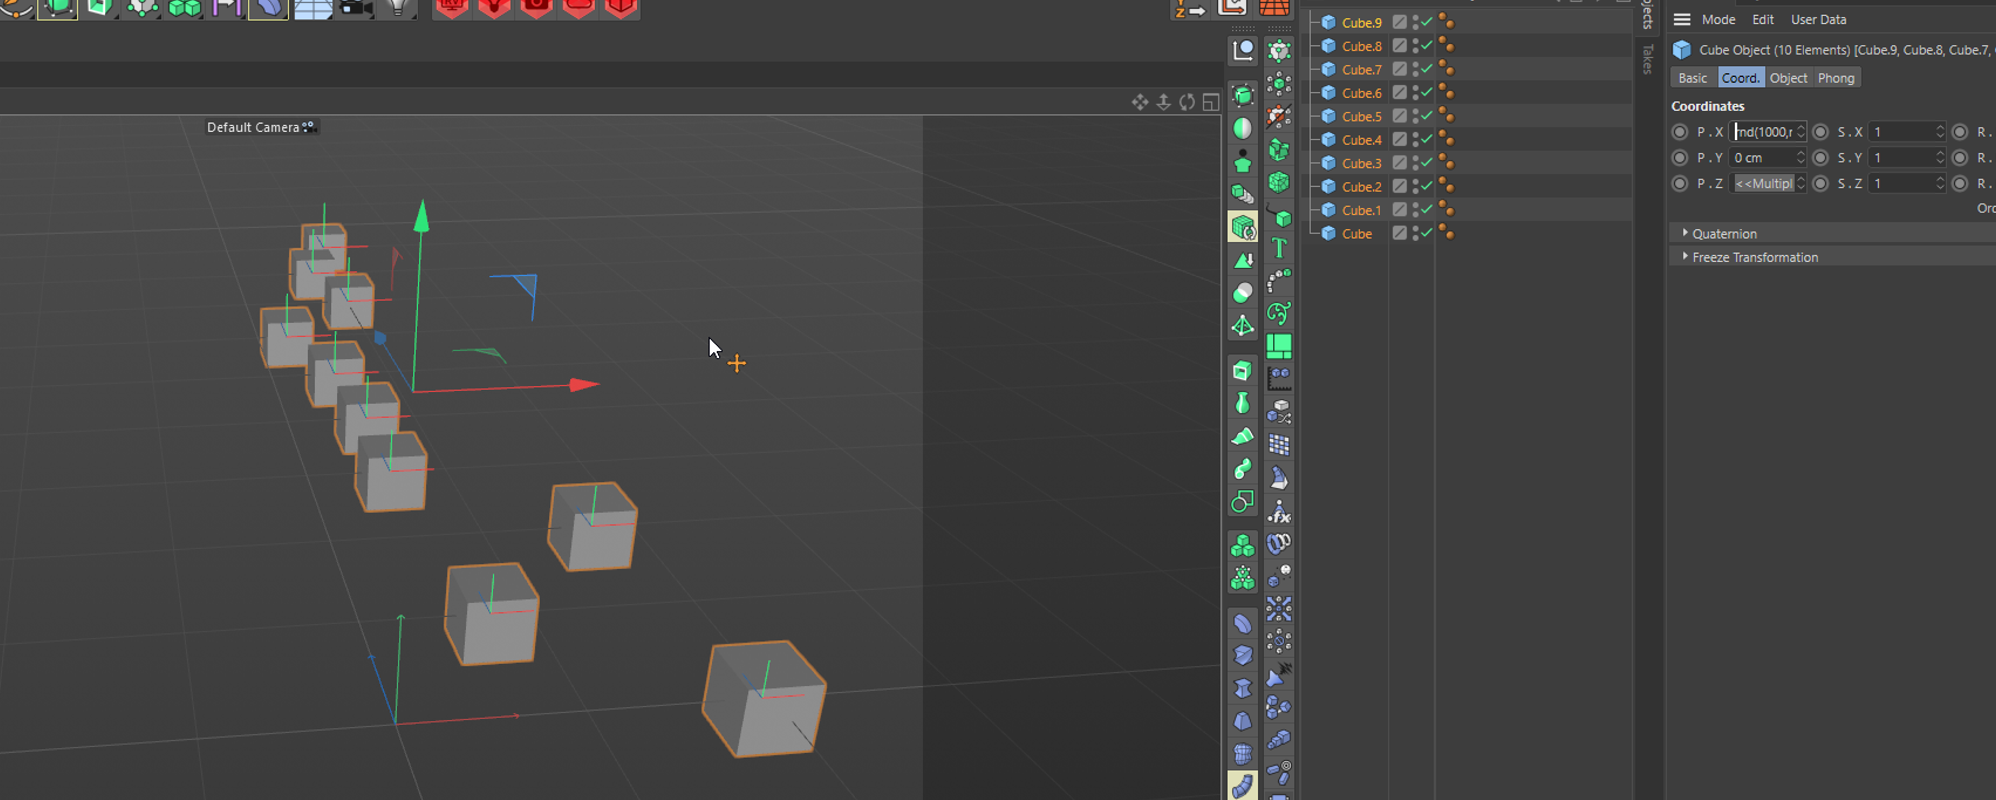 Default Camera
Cube.9
Cube.8
Cube.7
Cube.6
Cube.5
Cube.4
Cube.3
Cube.2
Cube.1
Cube
Takes
Mode Edit User Data
Cube Object (10 Elements) [Cube.9, Cube.8, Cube.7,
Basic Coord. Object Phong
Coordinates
P . X rnd(1000,r S . X 1 R .
P . Y 0 cm S . Y 1 R .
P . Z <<Multipl S . Z 1 R .
Orc
Quaternion
Freeze Transformation